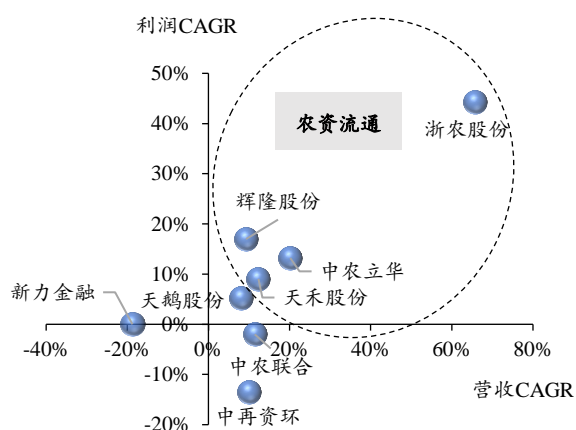 利润CAGR
50%
农资流通
40%
浙农股份
30%
辉隆股份
20%
中农立华
10%
新力金融
天鹅股份
天禾股份
0%
-40%
-20%
0%
20%
40%
60%
80%
中农联合
-10%
营收CAGR
中再资环
-20%